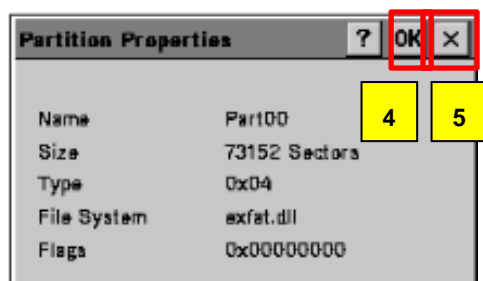 Partition Properties ? OK ×
4 5
Name Part00
Size 73152 Sectors
Type 0x04
File System exfat.dll
Flags 0x00000000